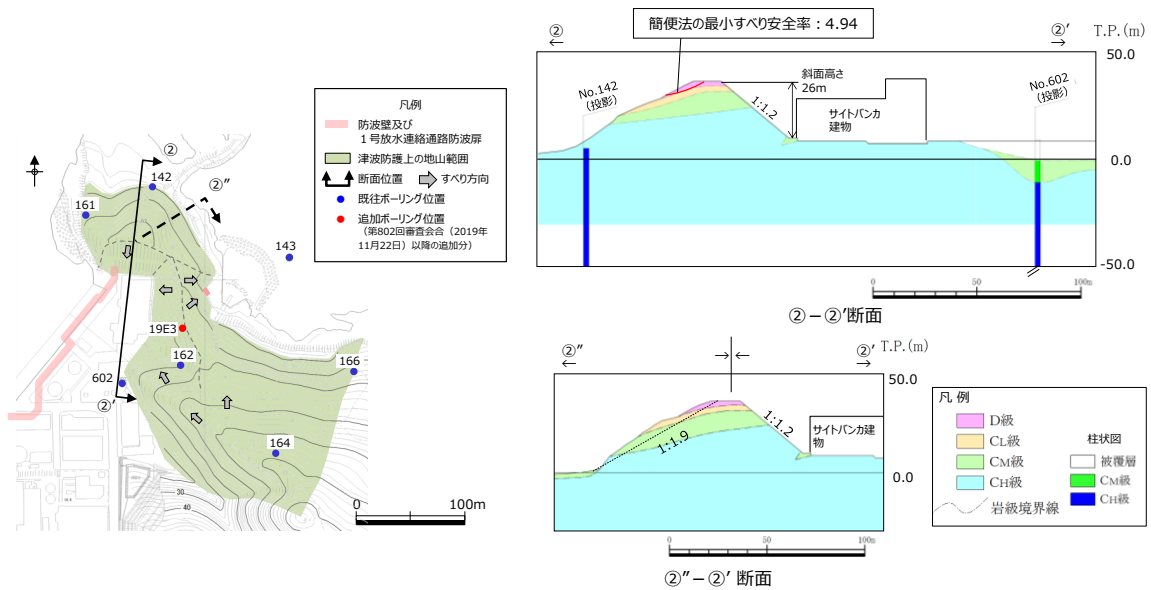 凡例
防波壁及び
１号放水連絡通路防波扉
津波防護上の地山範囲
断面位置
すべり方向
既往ボーリング位置
追加ボーリング位置
（第802回審査会合（2019年
11月22日）以降の追加分）
②
142
②″
161
143
19E3
162
166
602
②′
164
30
40
0
100m
簡便法の最小すべり安全率：4.94
②
②′
T.P.(m)
50.0
No.142
(投影)
斜面高さ
26m
1:1.2
サイトバンカ
建物
No.602
(投影)
0.0
-50.0
0
50
100m
②－②′断面
②″
②′
T.P.(m)
50.0
1:1.9
1:1.2
サイトバンカ建
物
0.0
0
50
100m
②″－②′ 断面
凡 例
D級
CL級
CM級
CH級
岩級境界線
柱状図
被覆層
CM級
CH級